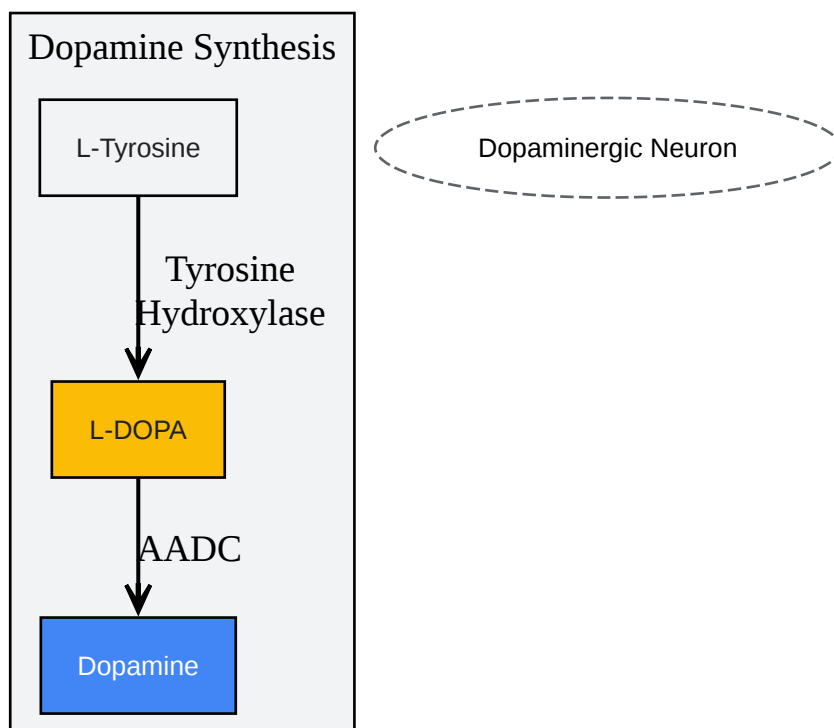 Dopamine Synthesis
L-Tyrosine
Dopaminergic Neuron
Tyrosine
Hydroxylase
L-DOPA
AADC
Dopamine